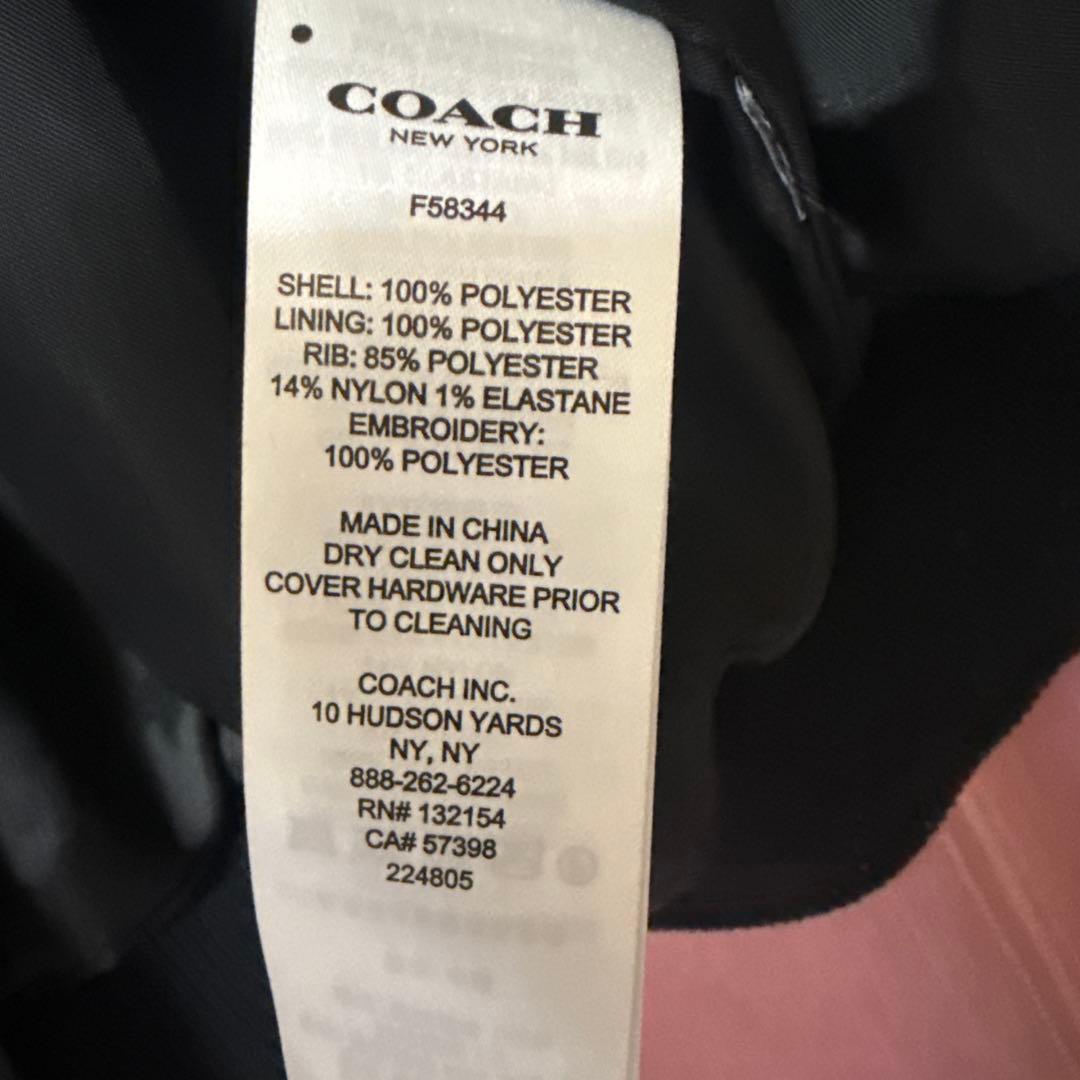 COACH
NEW YORK
F58344
SHELL: 100% POLYESTER
LINING: 100% POLYESTER
RIB: 85% POLYESTER
14% NYLON 1% ELASTANE
EMBROIDERY:
100% POLYESTER
MADE IN CHINA
DRY CLEAN ONLY
COVER HARDWARE PRIOR
TO CLEANING
COACH INC.
10 HUDSON YARDS
NY, NY
888-262-6224
RN# 132154
CA# 57398
224805